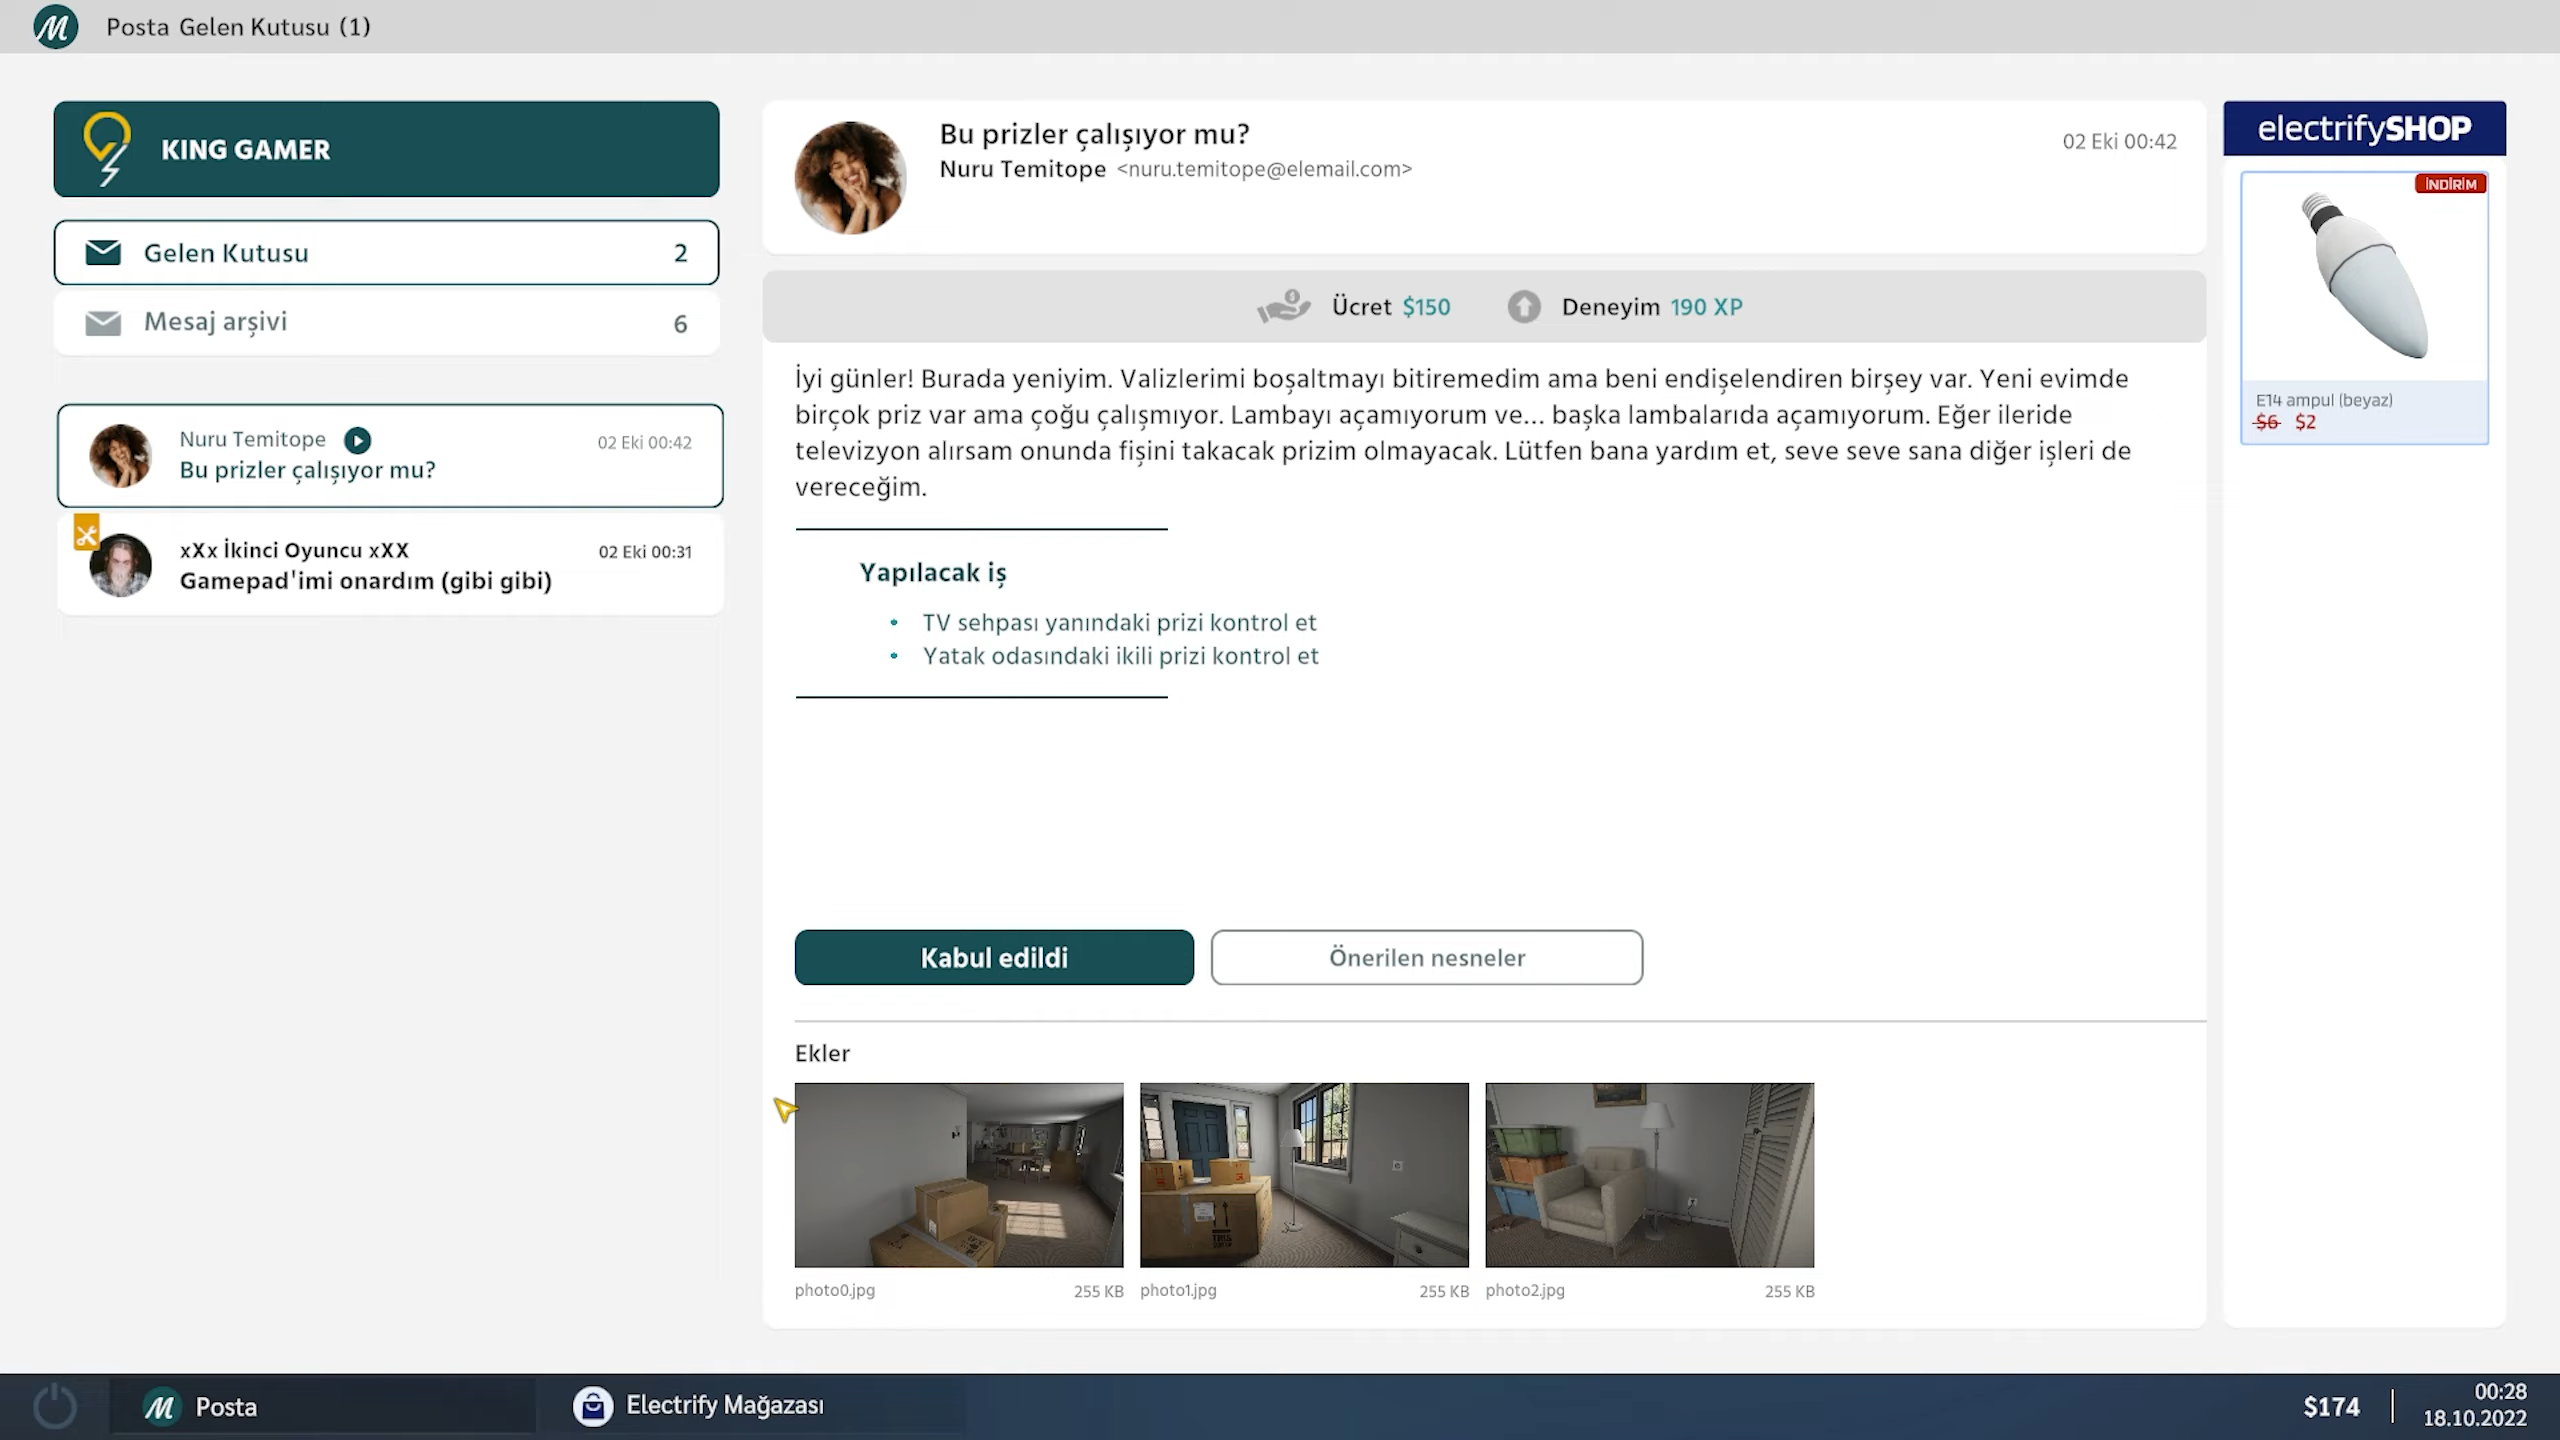 Posta Gelen Kutusu (1)
KING GAMER
Gelen Kutusu 2
Mesaj arşivi 6
Nuru Temitope 02 Eki 00:42
Bu prizler çalışıyor mu?
xXx İkinci Oyuncu xXX 02 Eki 00:31
Gamepad'imi onardım (gibi gibi)
Bu prizler çalışıyor mu? 02 Eki 00:42
Nuru Temitope <nuru.temitope@elemail.com>
Ücret $150 Deneyim 190 XP
İyi günler! Burada yeniyim. Valizlerimi boşaltmayı bitiremedim ama beni endişelendiren birşey var. Yeni evimde
birçok priz var ama çoğu çalışmıyor. Lambayı açamıyorum ve... başka lambalarıda açamıyorum. Eğer ileride
televizyon alırsam onunda fişini takacak prizim olmayacak. Lütfen bana yardım et, seve seve sana diğer işleri de
vereceğim.
Yapılacak iş
• TV sehpası yanındaki prizi kontrol et
• Yatak odasındaki ikili prizi kontrol et
Kabul edildi Önerilen nesneler
Ekler
photo0.jpg 255 KB photo1.jpg 255 KB photo2.jpg 255 KB
electrifySHOP
İNDİRİM
E14 ampul (beyaz)
$6 $2
Posta Electrify Mağazası
$174 00:28
18.10.2022